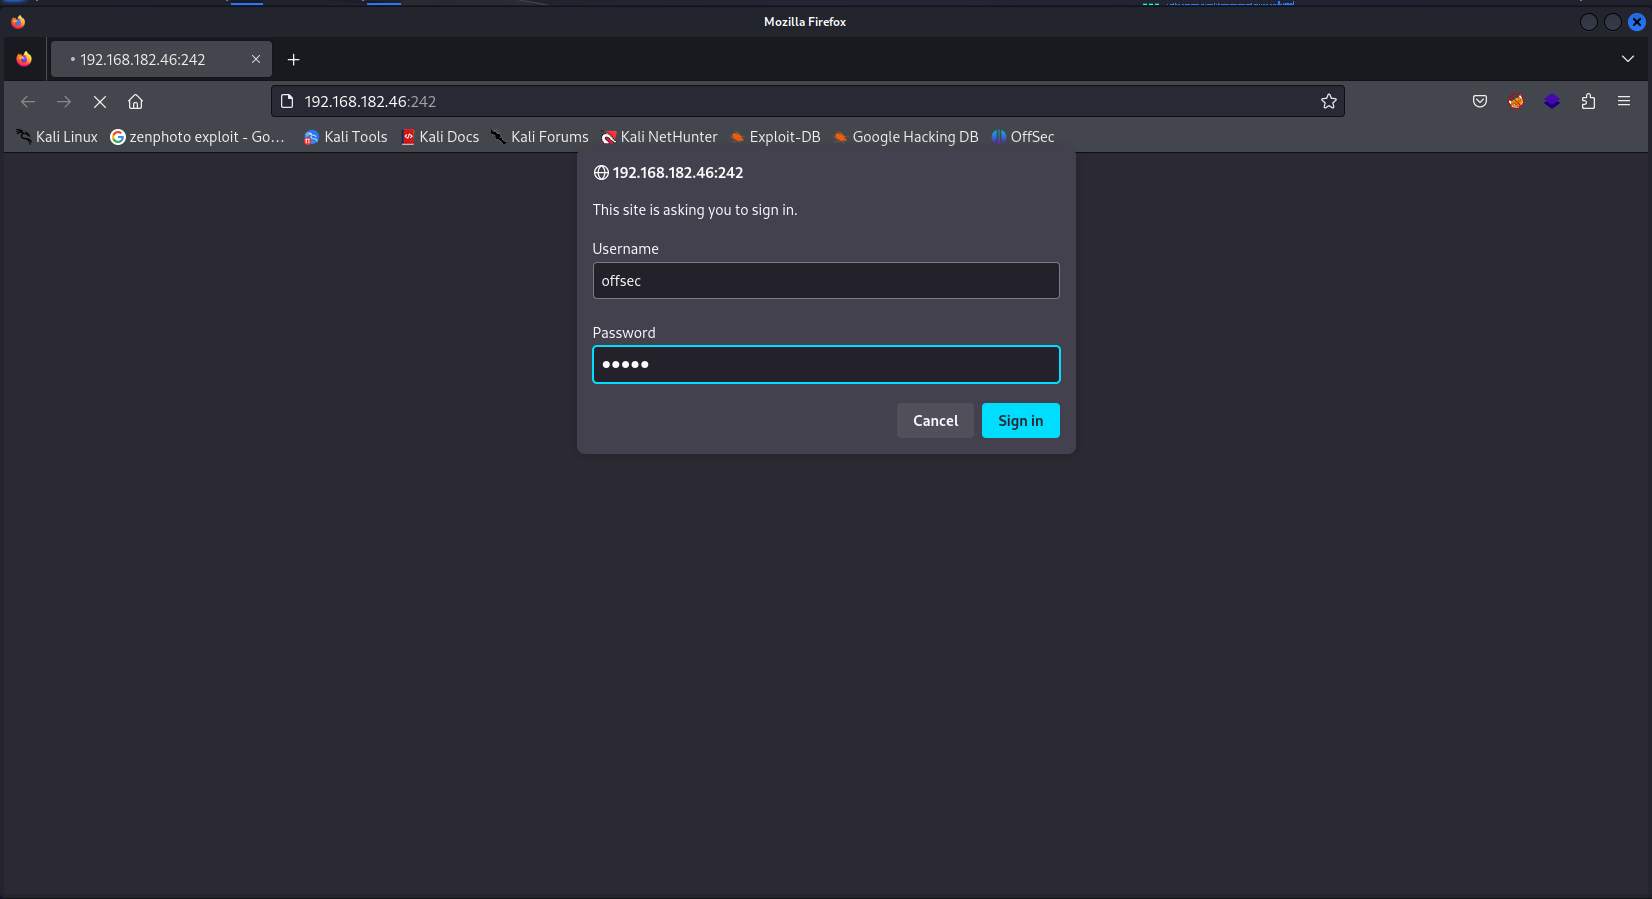 Mozilla Firefox
192.168.182.46:242
192.168.182.46:242
Kali Linux zenphoto exploit - Go... Kali Tools Kali Docs Kali Forums Kali NetHunter Exploit-DB Google Hacking DB OffSec
192.168.182.46:242
This site is asking you to sign in.
Username
offsec
Password
•••••
Cancel Sign in